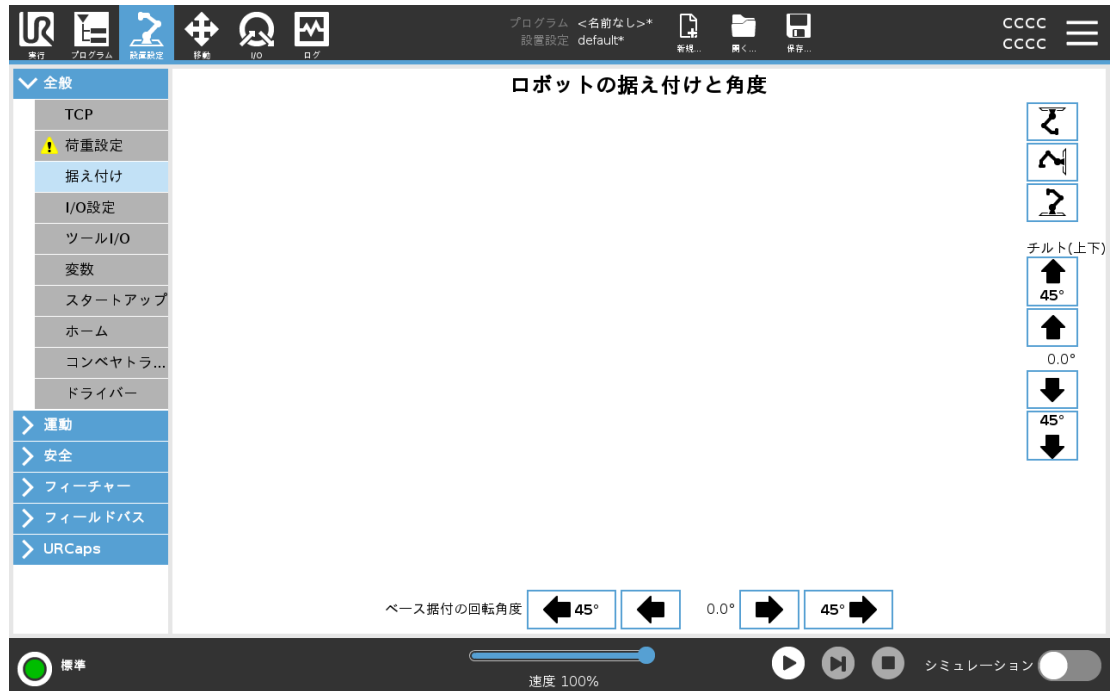 プログラム <名前なし>*
設置設定 default*
実行
プログラム
設置設定
移動
I/O
ログ
新規...
開く...
保存...
CCCC
CCCC
全般
TCP
荷重設定
据え付け
I/O設定
ツールI/O
変数
スタートアップ
ホーム
コンベヤトラ...
ドライバー
運動
安全
フィーチャー
フィールドバス
URCaps
ロボットの据え付けと角度
チルト(上下)
45°
0.0°
45°
ベース据付の回転角度 45° 0.0° 45°
標準
速度 100%
シミュレーション